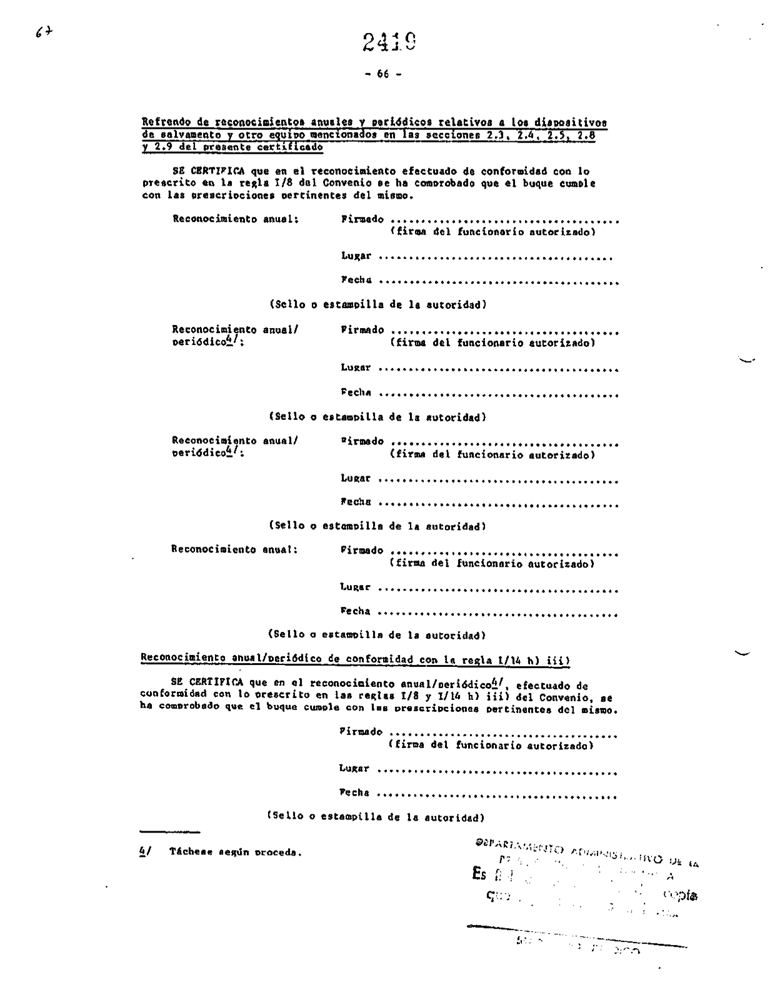 67
2419
- 66 -
Refrendo de reconocimientos anuales y periódicos relativos a los dispositivos
de salvamento y otro equipo mencionados en las secciones 2.3, 2.4, 2.5, 2.8
y 2.9 del presente certificado
SE CERTIFICA que en el reconocimiento efectuado de conformidad con lo
prescrito en la regla I/8 del Convenio se ha comprobado que el buque cumple
con las prescripciones pertinentes del mismo.
Reconocimiento anual: Firmado ......................................
(firma del funcionario autorizado)
Lugar .......................................
Fecha ........................................
(Sello o estampilla de la autoridad)
Reconocimiento anual/ Firmado ......................................
periódico4/: (firma del funcionario autorizado)
Lugar ........................................
Fecha ........................................
(Sello o estampilla de la autoridad)
Reconocimiento anual/ Firmado ......................................
periódico4/: (firma del funcionario autorizado)
Lugar ........................................
Fecha ........................................
(Sello o estampilla de la autoridad)
Reconocimiento anual: Firmado ......................................
(firma del funcionario autorizado)
Lugar ........................................
Fecha ........................................
(Sello o estampilla de la autoridad)
Reconocimiento anual/periódico de conformidad con la regla I/14 h) iii)
SE CERTIFICA que en el reconocimiento anual/periódico4/, efectuado de
conformidad con lo prescrito en las reglas I/8 y I/14 h) iii) del Convenio, se
ha comprobado que el buque cumple con las prescripciones pertinentes del mismo.
Firmado ......................................
(firma del funcionario autorizado)
Lugar ........................................
Fecha ........................................
(Sello o estampilla de la autoridad)
4/ Táchese según proceda.
DEPARTAMENTO ADMINISTRATIVO DE LA
Es copia
que